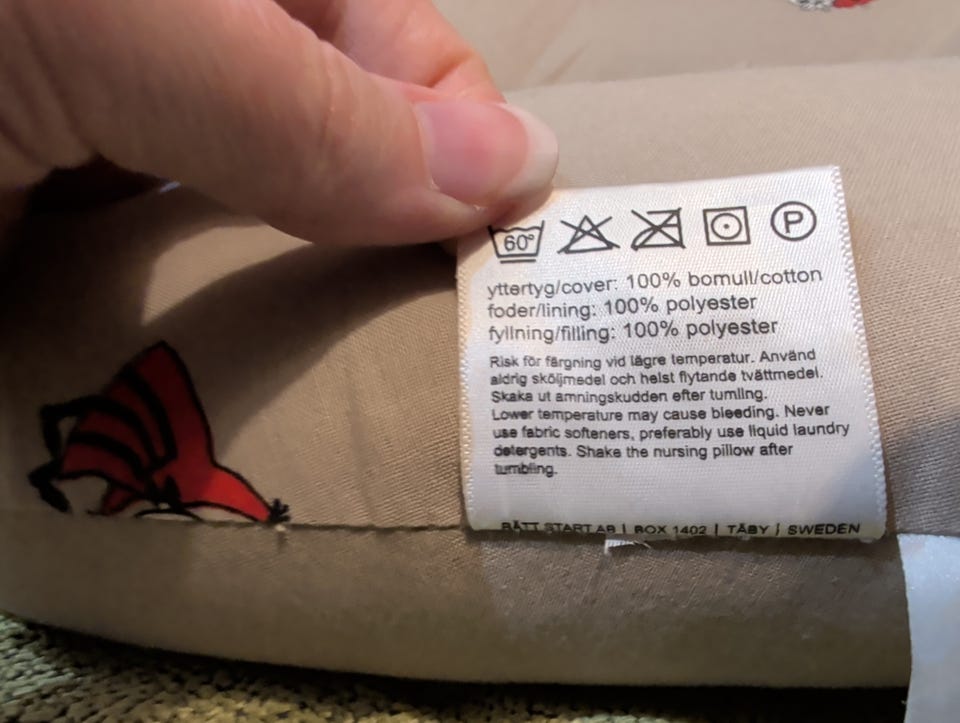 60° P
yttertyg/cover: 100% bomull/cotton
foder/lining: 100% polyester
fyllning/filling: 100% polyester
Risk för färgning vid lägre temperatur. Använd
aldrig sköljmedel och helst flytande tvättmedel.
Skaka ut amningskudden efter tumling.
Lower temperature may cause bleeding. Never
use fabric softeners, preferably use liquid laundry
detergents. Shake the nursing pillow after
tumbling.
RÄTT START AB | BOX 1402 | TÄBY | SWEDEN